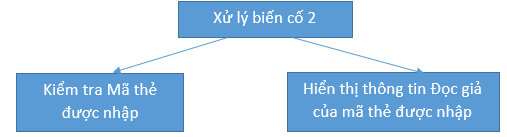 Xử lý biến cố 2
Kiểm tra Mã thẻ
được nhập
Hiển thị thông tin Đọc giả
của mã thẻ được nhập